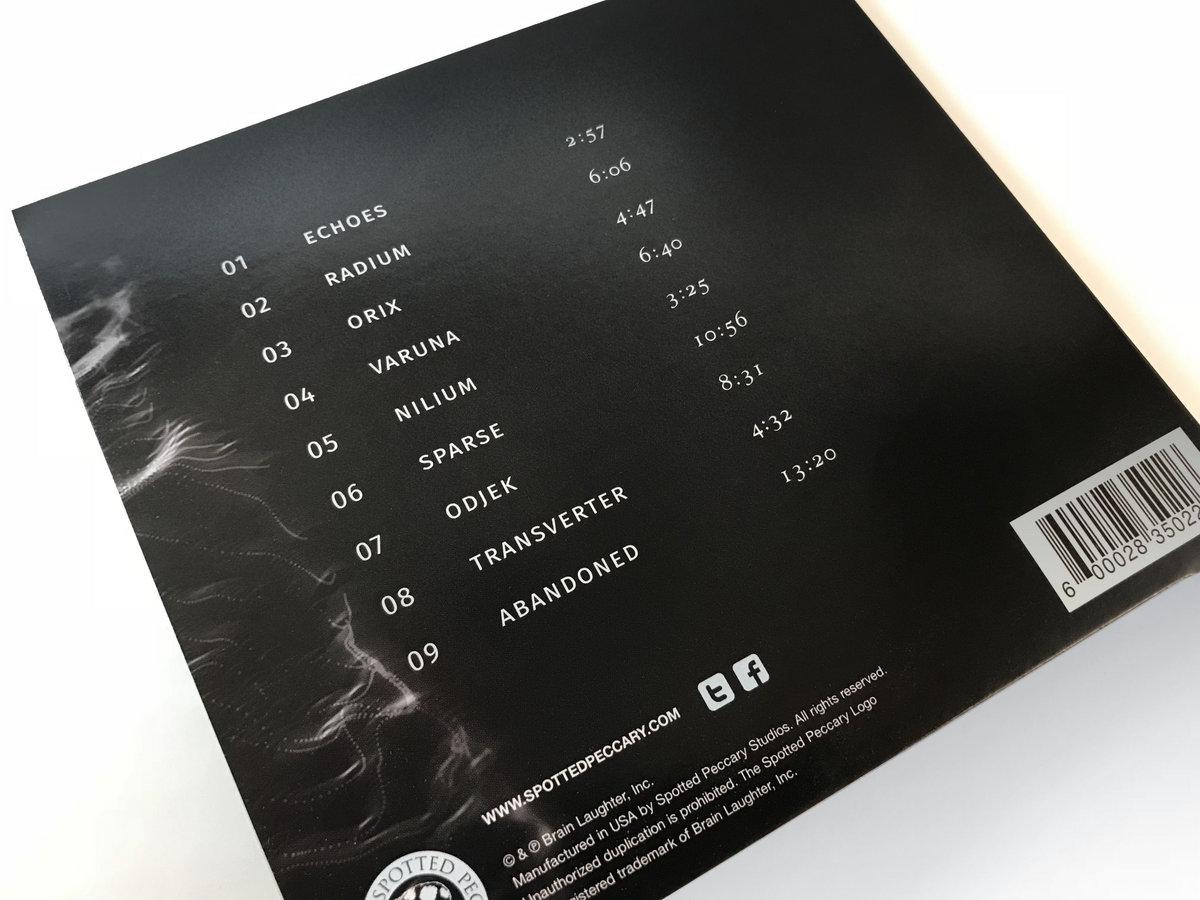 01 ECHOES 2:57
02 RADIUM 6:06
03 ORIX 4:47
04 VARUNA 6:40
05 NILIUM 3:25
06 SPARSE 10:56
07 ODJEK 8:31
08 TRANSVERTER 4:32
09 ABANDONED 13:20
6 00028 35022
WWW.SPOTTEDPECCARY.COM t f
© & ℗ Brain Laughter, Inc.
Manufactured in USA by Spotted Peccary Studios. All rights reserved.
Unauthorized duplication is prohibited. The Spotted Peccary Logo
gistered trademark of Brain Laughter, Inc.
SPOTTED PEC